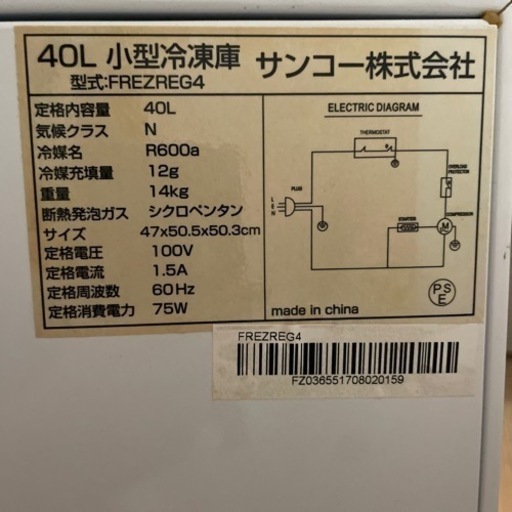 40L 小型冷凍庫 サンコー株式会社
型式:FREZREG4
定格内容量 40L
気候クラス N
冷媒名 R600a
冷媒充填量 12g
重量 14kg
断熱発泡ガス シクロペンタン
サイズ 47x50.5x50.3cm
定格電圧 100V
定格電流 1.5A
定格周波数 60Hz
定格消費電力 75W
ELECTRIC DIAGRAM
THERMOSTAT
OVERLOAD
PROTECTOR
PLUG
L
E
N
STARTER
COMPRESSOR
M
PS
E
made in china
FREZREG4
FZ036551708020159